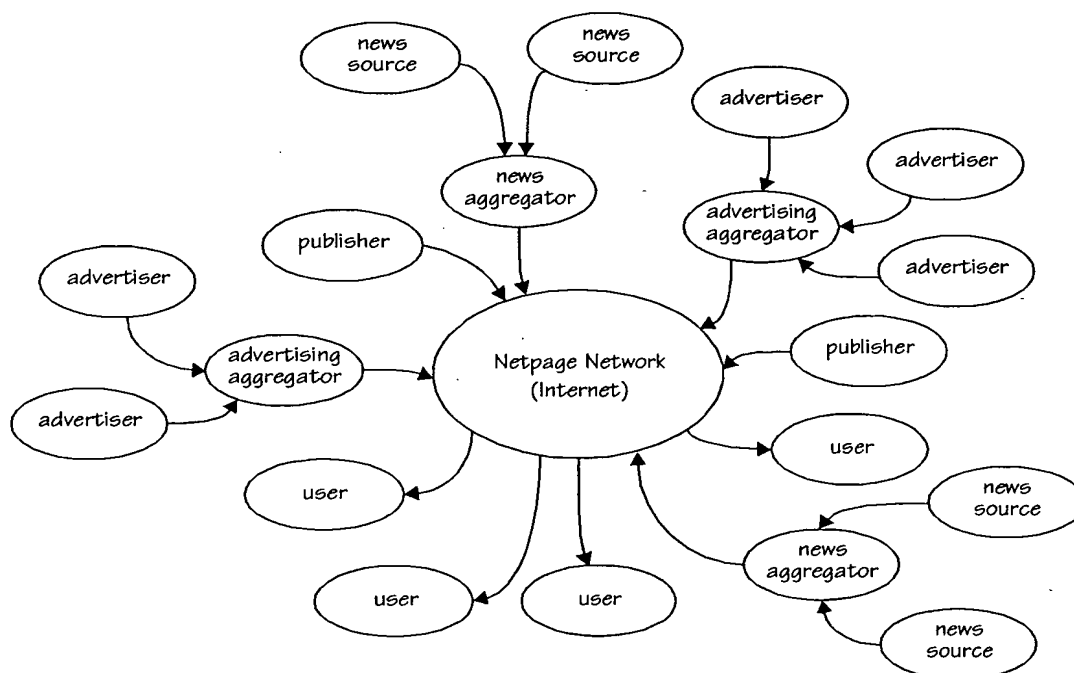 news
source
news
source
advertiser
advertiser
news
aggregator
advertising
aggregator
publisher
advertiser
advertiser
publisher
advertising
aggregator
Netpage Network
(Internet)
advertiser
user
user
news
source
news
aggregator
user
user
news
source